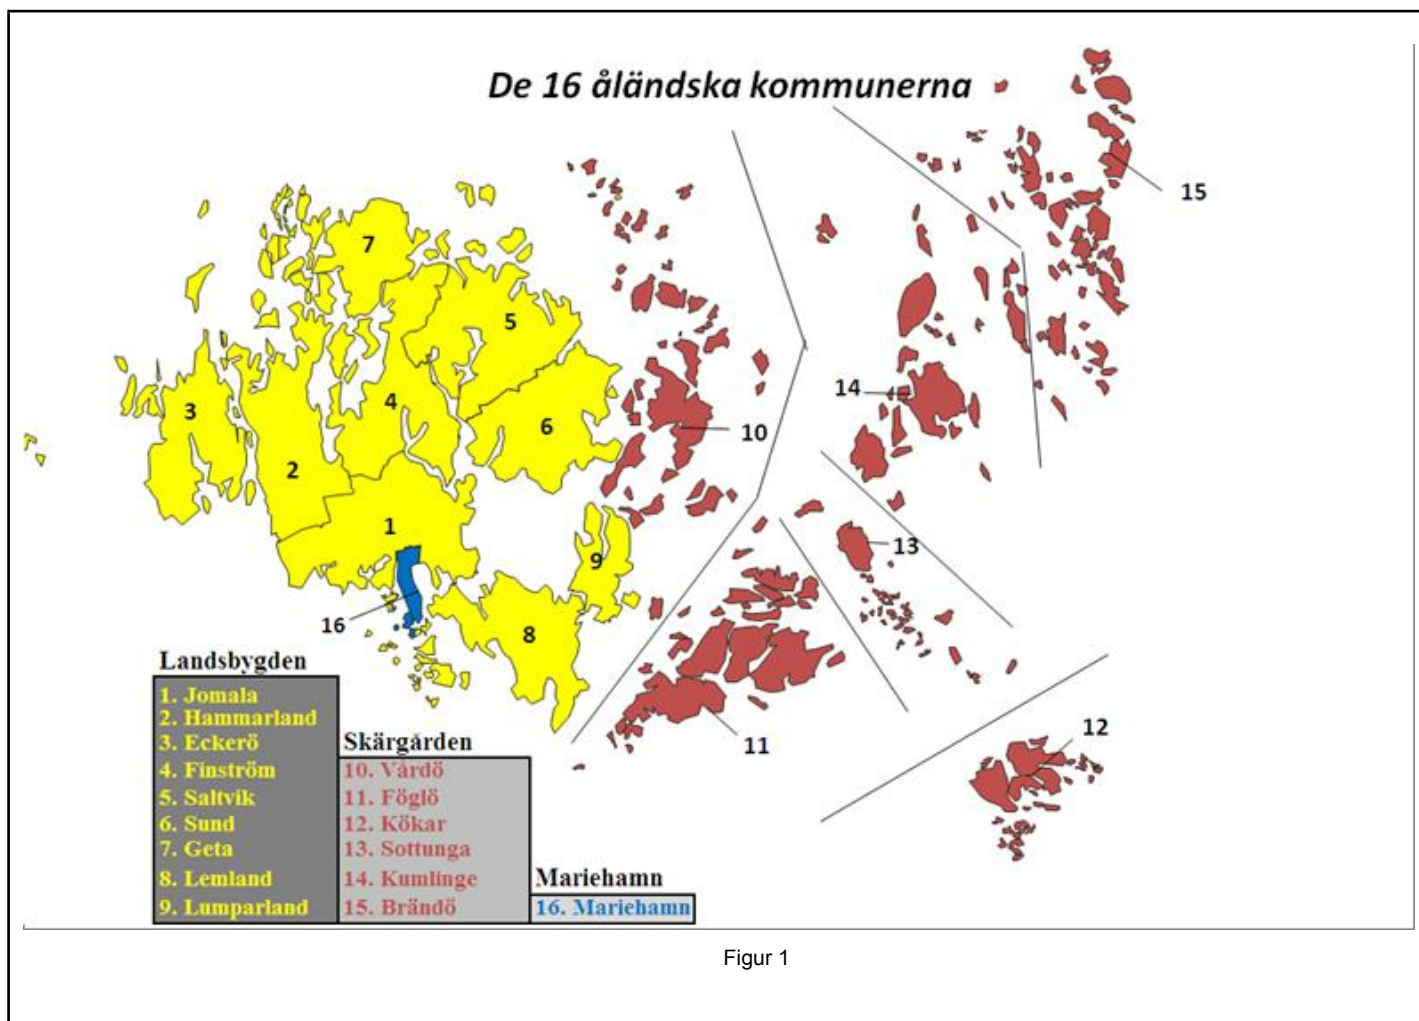 De 16 åländska kommunerna
15
7
5
14
3
4
6
10
2
1
13
9
16
8
11
12
Landsbygden
1. Jomala
2. Hammarland
3. Eckerö
4. Finström
5. Saltvik
6. Sund
7. Geta
8. Lemland
9. Lumparland
Skärgården
10. Vårdö
11. Föglö
12. Kökar
13. Sottunga
14. Kumlinge
15. Brändö
Mariehamn
16. Mariehamn
Figur 1